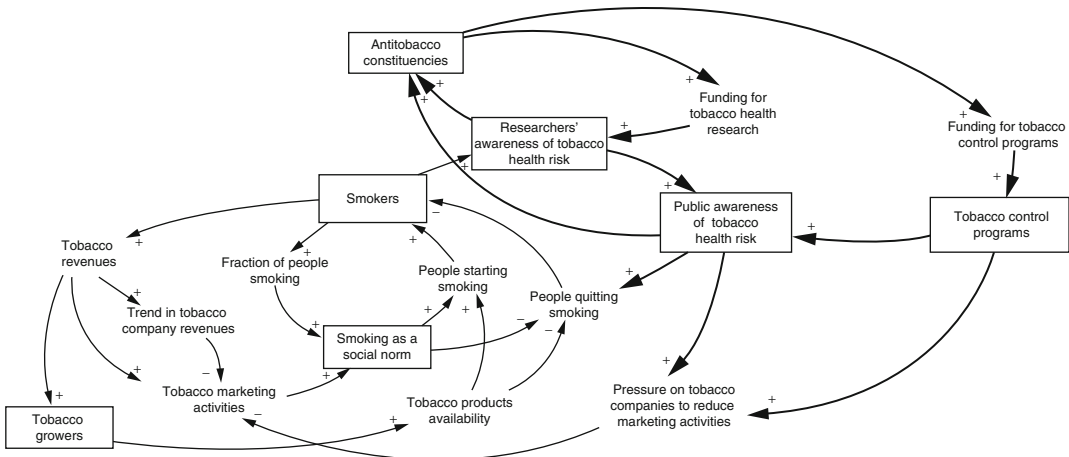 Antitobacco
constituencies
+
+
+
Funding for
tobacco health
research
+
Funding for tobacco
control programs
+
Researchers'
awareness of tobacco
health risk
+
+
+
+
Smokers
−
+
Public awareness
of tobacco
health risk
+
Tobacco control
programs
Tobacco
revenues
+
Fraction of people
smoking
+
People starting
smoking
+
People quitting
smoking
+
Trend in tobacco
company revenues
+
+
+
−
−
Smoking as a
social norm
−
+
+
+
Tobacco marketing
activities
−
Tobacco products
availability
+
Pressure on tobacco
companies to reduce
marketing activities
+
+
Tobacco
growers